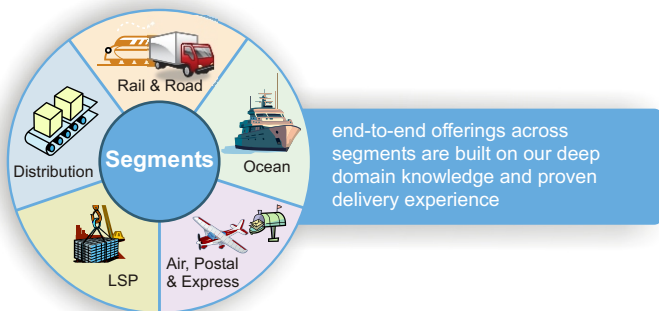 Rail & Road
Ocean
Air, Postal
& Express
LSP
Distribution
Segments
end-to-end offerings across
segments are built on our deep
domain knowledge and proven
delivery experience